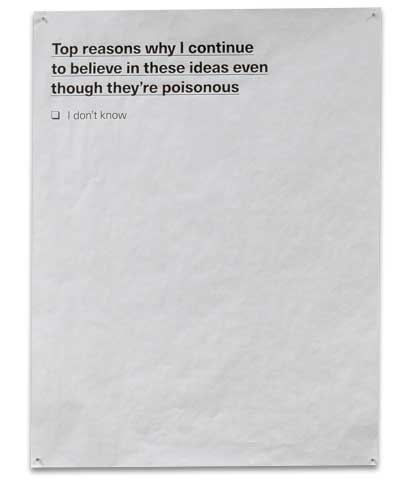 Top reasons why I continue
to believe in these ideas even
though they're poisonous
❏ I don't know